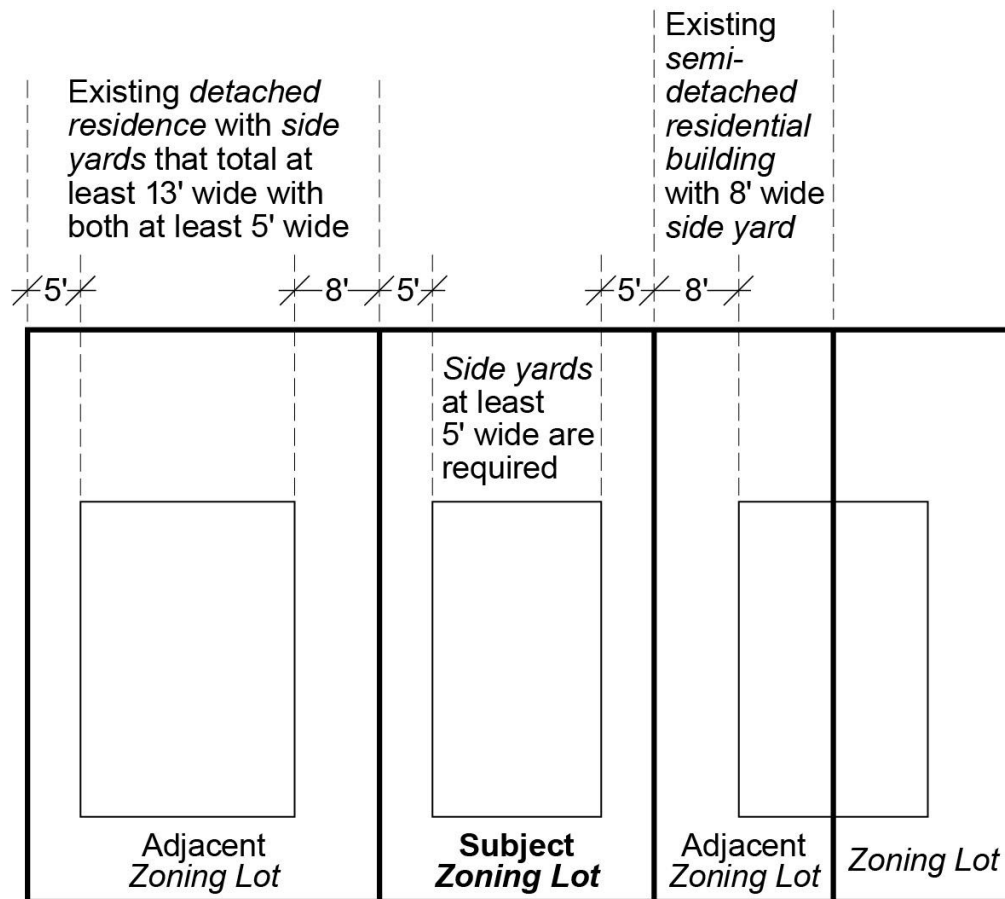 Existing detached
residence with side
yards that total at
least 13' wide with
both at least 5' wide
Existing
semi-
detached
residential
building
with 8' wide
side yard
5'
8'
5'
5'
8'
Side yards
at least
5' wide are
required
Adjacent
Zoning Lot
Subject
Zoning Lot
Adjacent
Zoning Lot
Zoning Lot